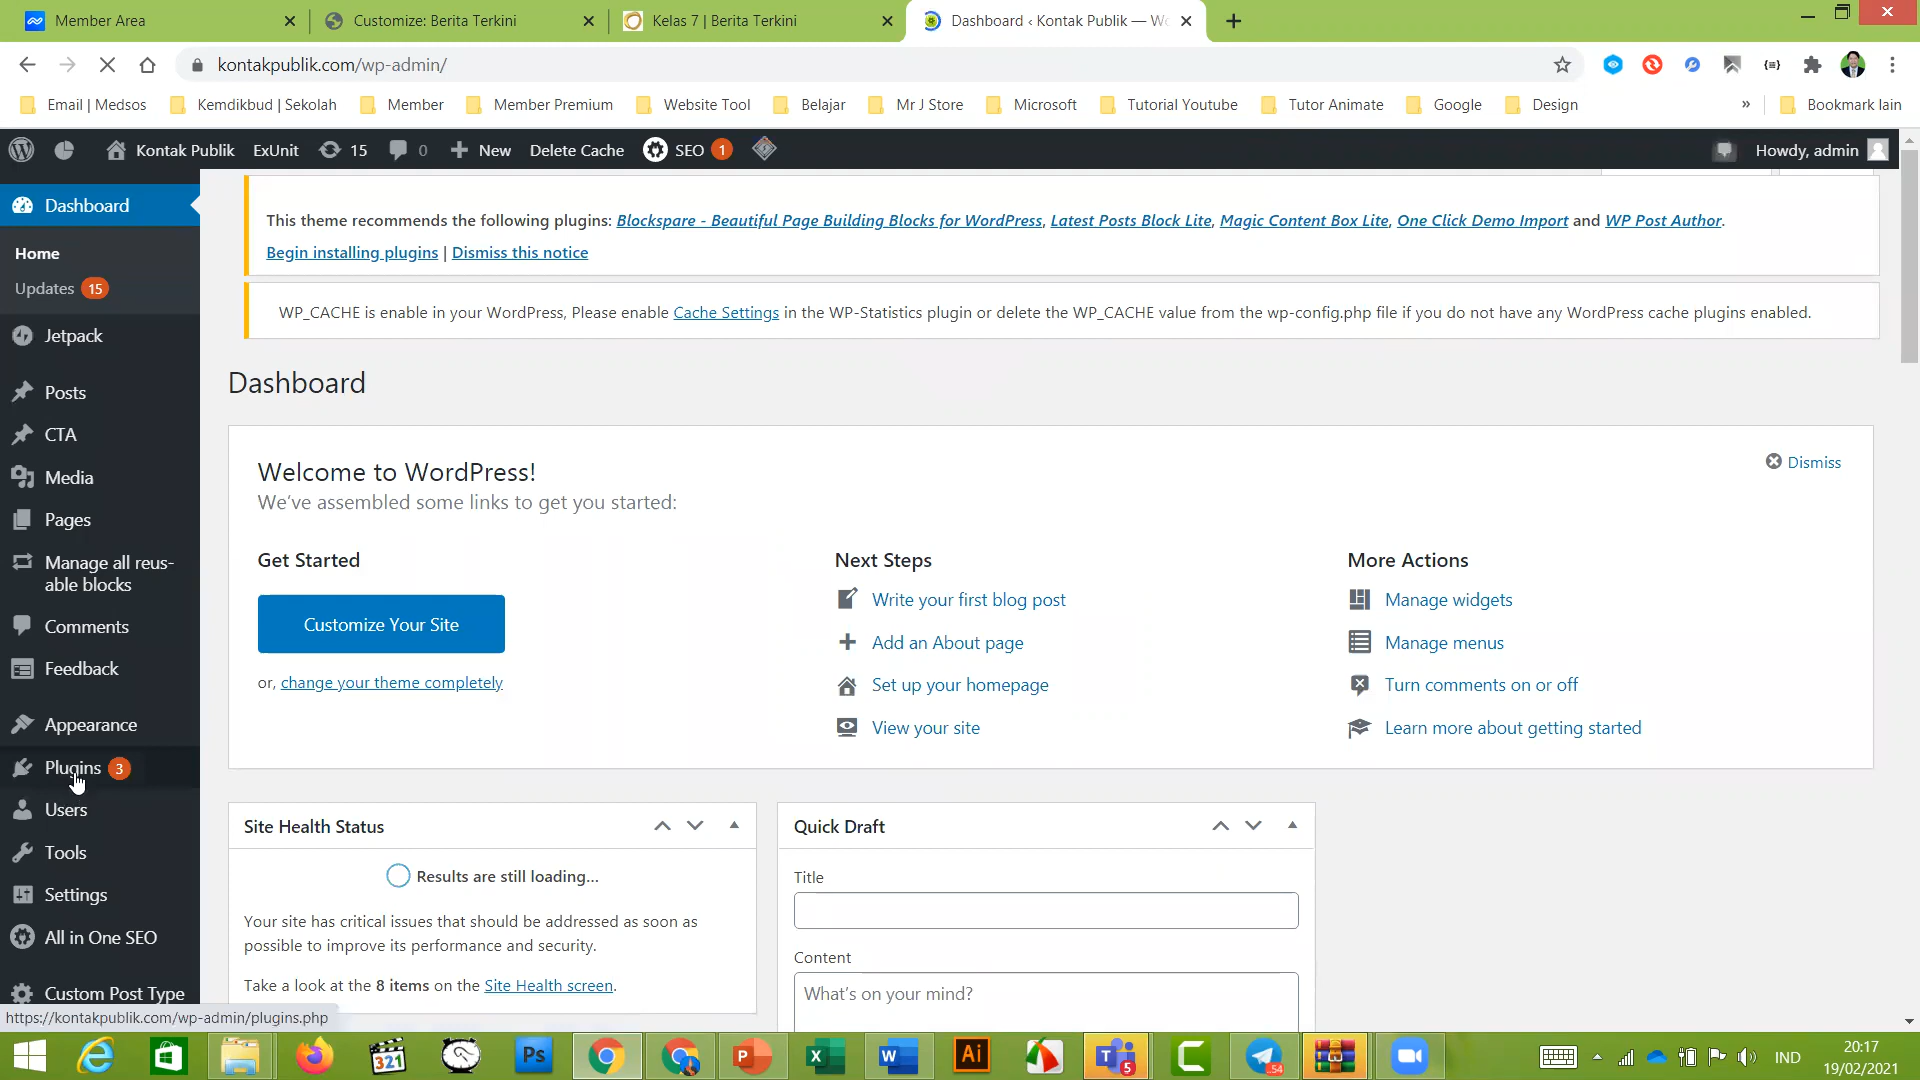 Member Area
Customize: Berita Terkini
Kelas 7 | Berita Terkini
Dashboard ‹ Kontak Publik — Wo
kontakpublik.com/wp-admin/
Email | Medsos
Kemdikbud | Sekolah
Member
Member Premium
Website Tool
Belajar
Mr J Store
Microsoft
Tutorial Youtube
Tutor Animate
Google
Design
»
Bookmark lain
Kontak Publik
ExUnit
15
0
New
Delete Cache
SEO 1
Howdy, admin
Dashboard
Home
Updates 15
Jetpack
Posts
CTA
Media
Pages
Manage all reus-
able blocks
Comments
Feedback
Appearance
Plugins 3
Users
Tools
Settings
All in One SEO
Custom Post Type
https://kontakpublik.com/wp-admin/plugins.php
This theme recommends the following plugins: Blockspare - Beautiful Page Building Blocks for WordPress, Latest Posts Block Lite, Magic Content Box Lite, One Click Demo Import and WP Post Author.
Begin installing plugins | Dismiss this notice
WP_CACHE is enable in your WordPress, Please enable Cache Settings in the WP-Statistics plugin or delete the WP_CACHE value from the wp-config.php file if you do not have any WordPress cache plugins enabled.
Dashboard
Welcome to WordPress!
Dismiss
We've assembled some links to get you started:
Get Started
Customize Your Site
or, change your theme completely
Next Steps
Write your first blog post
Add an About page
Set up your homepage
View your site
More Actions
Manage widgets
Manage menus
Turn comments on or off
Learn more about getting started
Site Health Status
Results are still loading...
Your site has critical issues that should be addressed as soon as
possible to improve its performance and security.
Take a look at the 8 items on the Site Health screen.
Quick Draft
Title
Content
What's on your mind?
321
Ps
P
X
W
Ai
T
5
54
IND
20:17
19/02/2021